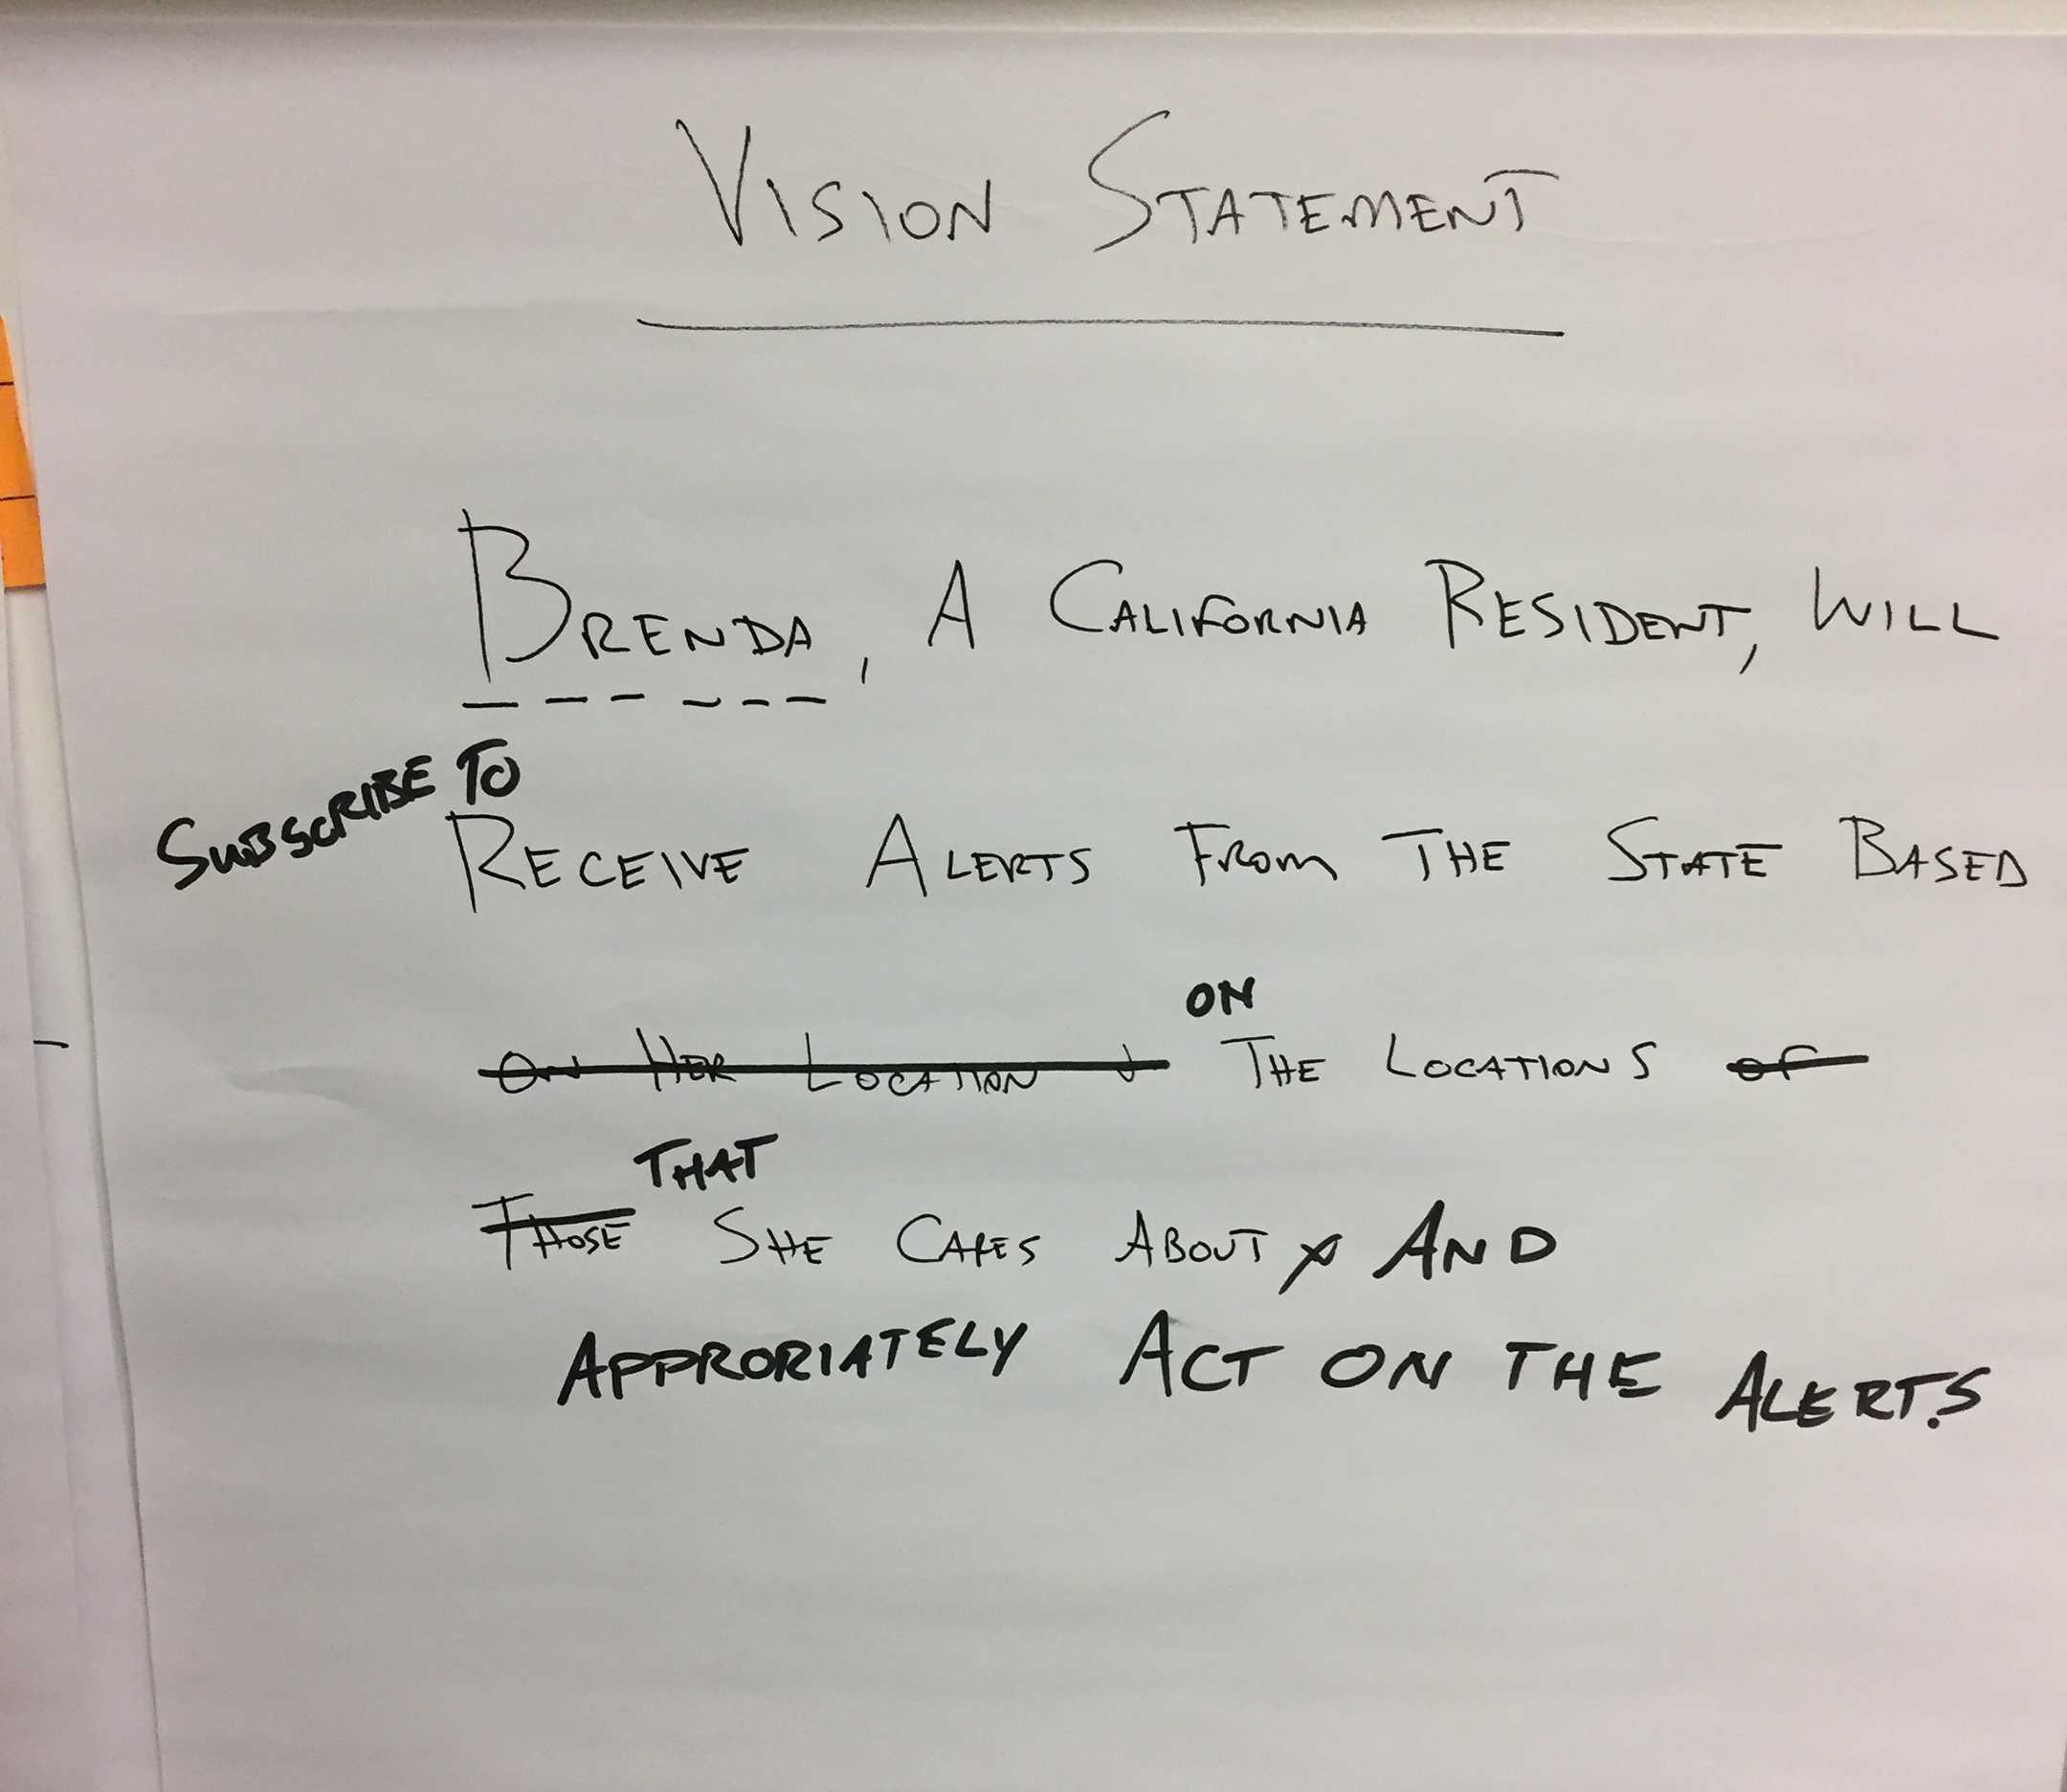 VISION STATEMENT
BRENDA, A CALIFORNIA RESIDENT, WILL
SUBSCRIBE TO
RECEIVE ALERTS FROM THE STATE BASED
ON
ON HER LOCATION THE LOCATIONS OF
THAT
THOSE SHE CARES ABOUT AND
APPRORIATELY ACT ON THE ALERTS